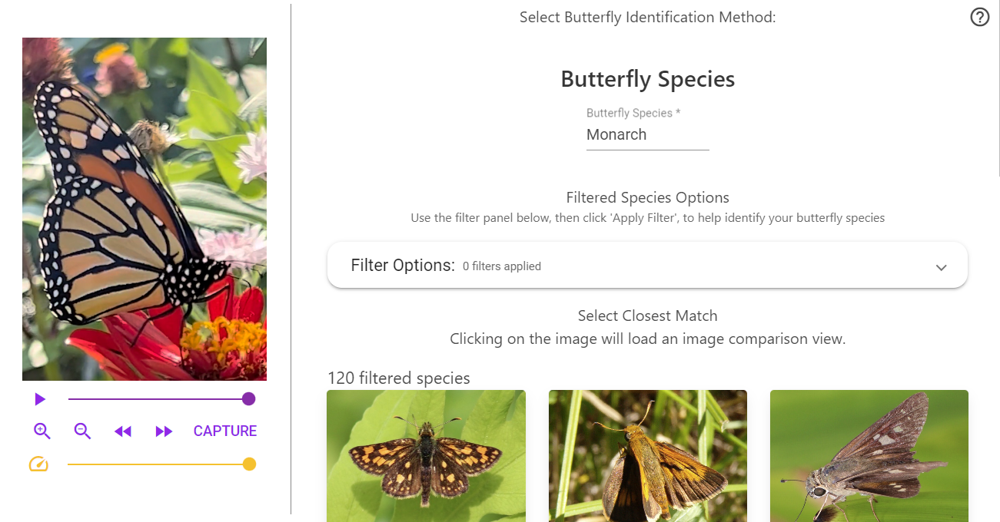 Select Butterfly Identification Method:
Butterfly Species
Butterfly Species *
Monarch
Filtered Species Options
Use the filter panel below, then click 'Apply Filter', to help identify your butterfly species
Filter Options: 0 filters applied
Select Closest Match
Clicking on the image will load an image comparison view.
120 filtered species
CAPTURE